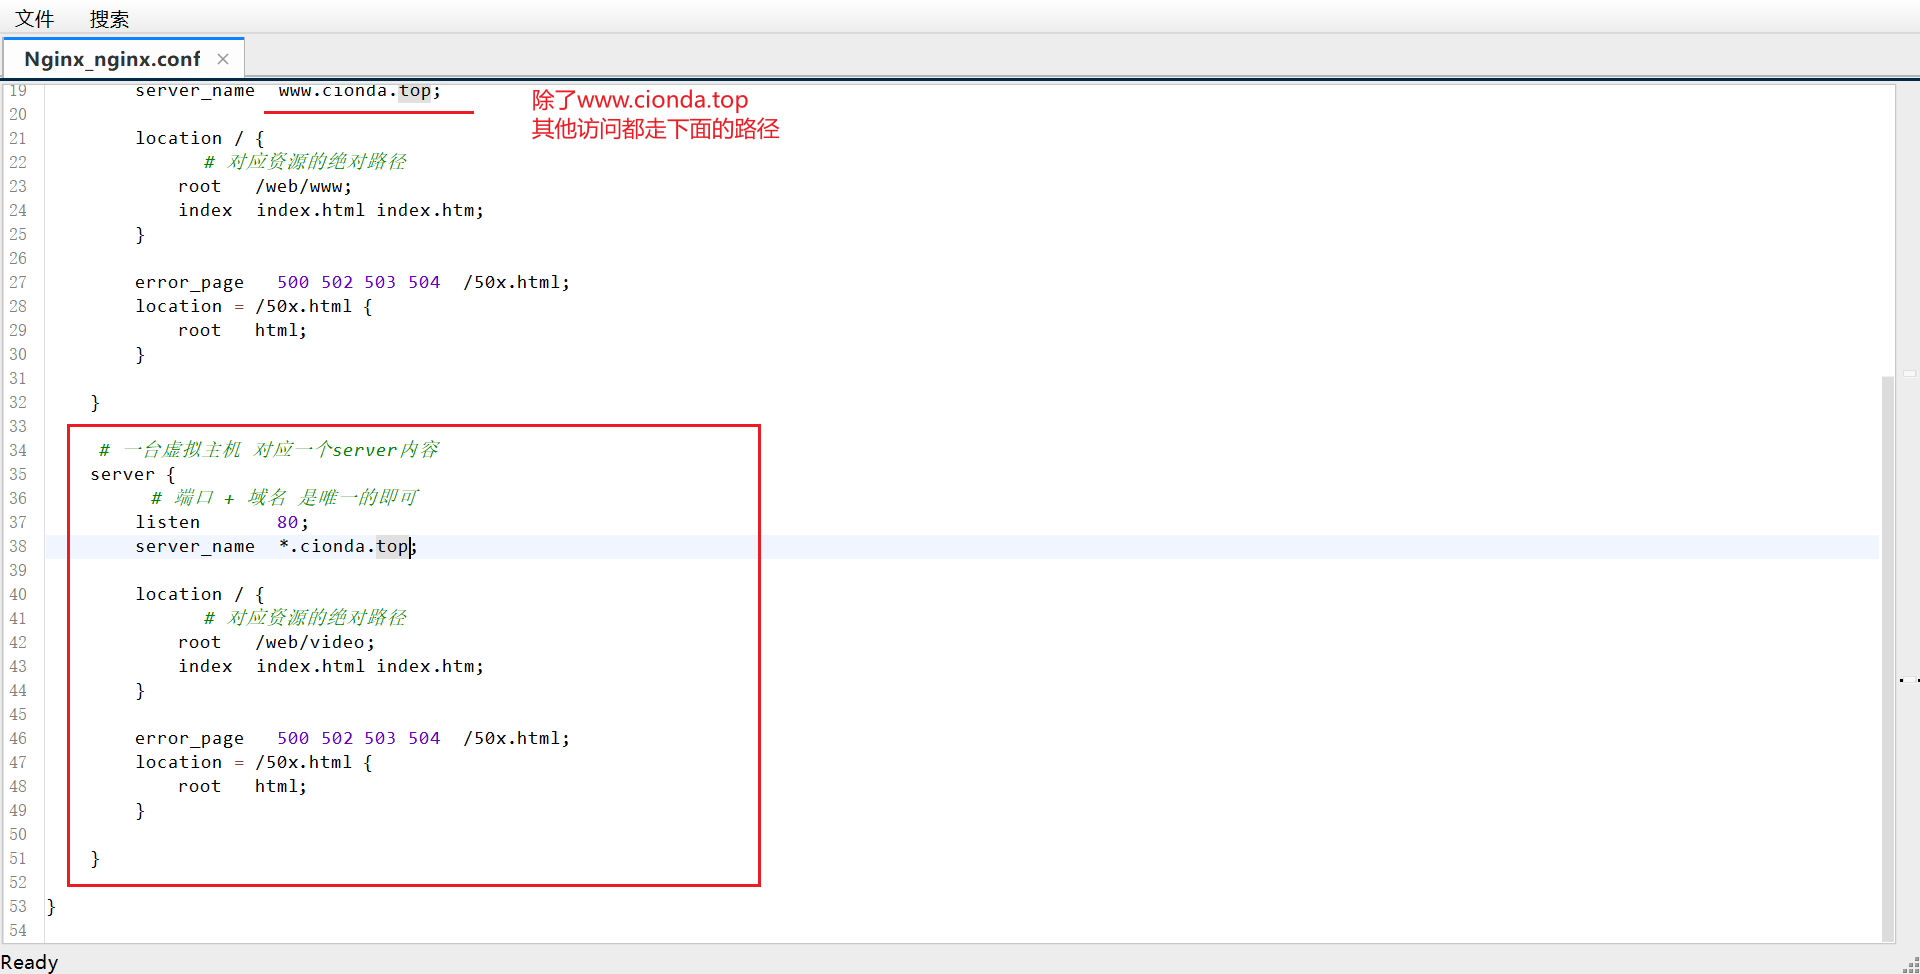 文件 搜索
Nginx_nginx.conf ×
19 server_name www.cionda.top;
除了www.cionda.top
20
其他访问都走下面的路径
21 location / {
22 # 对应资源的绝对路径
23 root /web/www;
24 index index.html index.htm;
25 }
26
27 error_page 500 502 503 504 /50x.html;
28 location = /50x.html {
29 root html;
30 }
31
32 }
33
34 # 一台虚拟主机 对应一个server内容
35 server {
36 # 端口 + 域名 是唯一的即可
37 listen 80;
38 server_name *.cionda.top;
39
40 location / {
41 # 对应资源的绝对路径
42 root /web/video;
43 index index.html index.htm;
44 }
45
46 error_page 500 502 503 504 /50x.html;
47 location = /50x.html {
48 root html;
49 }
50
51 }
52
53 }
54
Ready